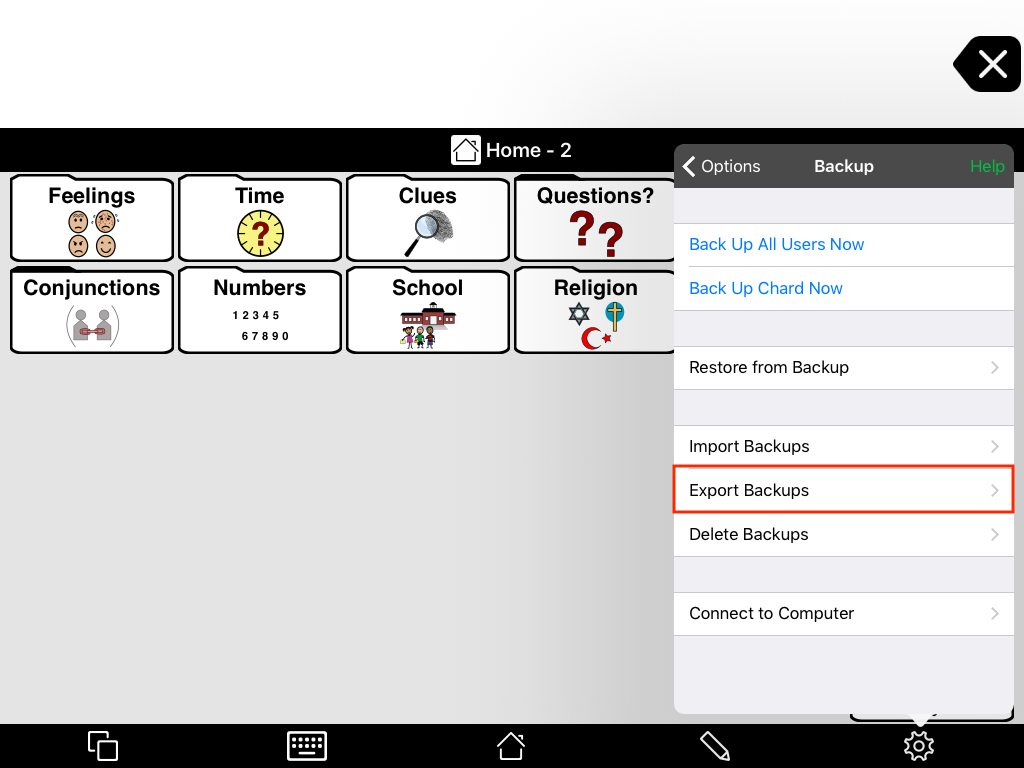 Home - 2
Feelings
Time
Clues
Questions?
??
?
Conjunctions
Numbers
1 2 3 4 5
6 7 8 9 0
School
Religion
Options
Backup
Help
Back Up All Users Now
Back Up Chard Now
Restore from Backup
Import Backups
Export Backups
Delete Backups
Connect to Computer